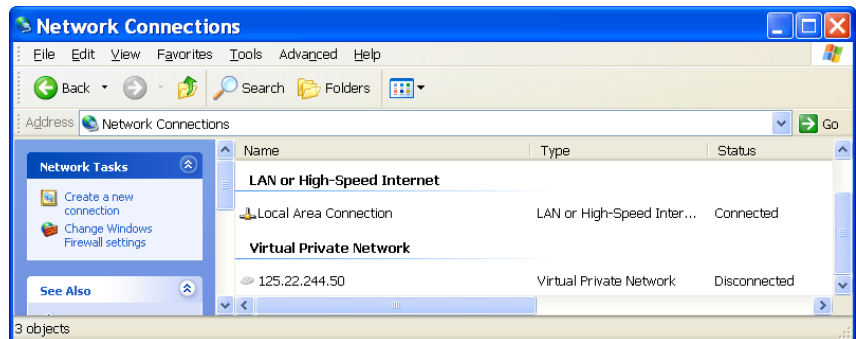 Network Connections
File Edit View Favorites Tools Advanced Help
Back Search Folders
Address Network Connections Go
Network Tasks
Create a new
connection
Change Windows
Firewall settings
See Also
Name Type Status
LAN or High-Speed Internet
Local Area Connection LAN or High-Speed Inter... Connected
Virtual Private Network
125.22.244.50 Virtual Private Network Disconnected
3 objects